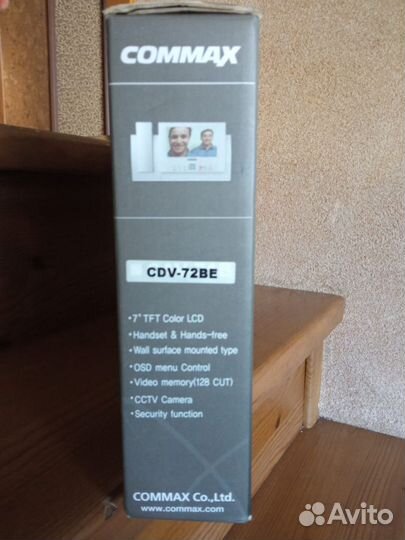 COMMAX
CDV-72BE
•7" TFT Color LCD
•Handset & Hands-free
•Wall surface mounted type
•OSD menu Control
•Video memory(128 CUT)
•CCTV Camera
•Security function
COMMAX Co.,Ltd.
www.commax.com
Avito